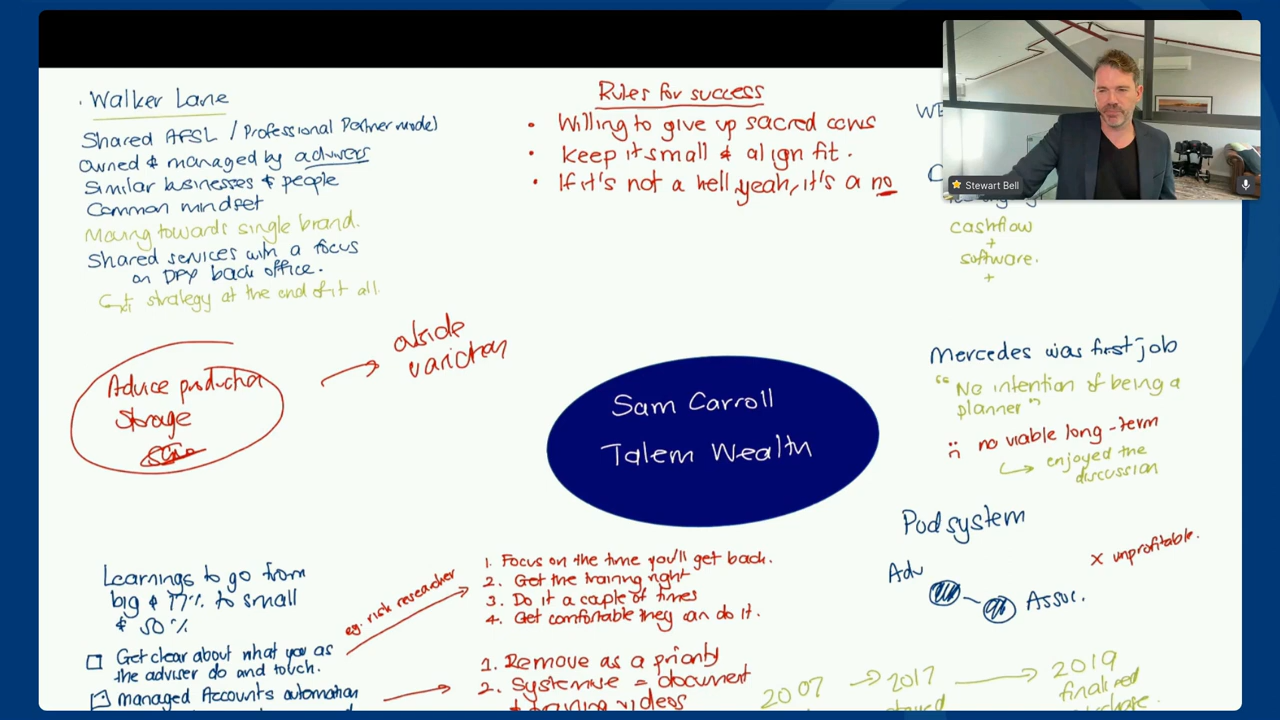 Walker Lane
Shared AFSL / Professional Partner model
Owned & managed by advisers
Similar businesses & people
Common mindset
Moving towards single brand.
Shared services with a focus
on DPY back office.
strategy at the end of it all.
Rules for success
• Willing to give up sacred cows
• Keep it small & align fit.
• If it's not a hell yeah, it's a no
WE
Stewart Bell
cashflow
+
software.
+
Advice production
Storage
Sam Carroll
Talem Wealth
Mercedes was first job
"No intention of being a
planner"
no viable long-term
enjoyed the
discussion
Pod system
x unprofitable.
Adv
Assoc.
Learnings to go from
big & 77% to small
& 50%
Get clear about what you as
the adviser do and touch.
managed Accounts automation
eg. risk researcher
1. Focus on the time you'll get back.
2. Get the training right
3. Do it a couple of times
4. Get comfortable they can do it.
1. Remove as a priority
2. Systemise = document
+ training videos
2007 → 2017 → 2019
finalised